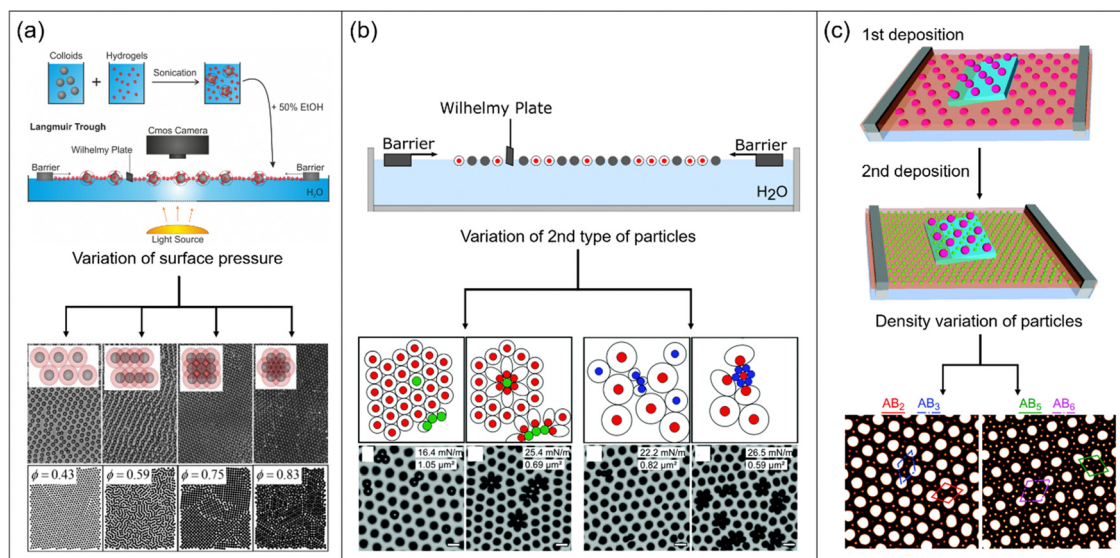 (a)
Colloids
Hydrogels
+
Sonication
+ 50% EtOH
Langmuir Trough
Cmos Camera
Wilhelmy Plate
Barrier
Barrier
H₂O
Light Source
Variation of surface pressure
ϕ = 0.43
ϕ = 0.59
ϕ = 0.75
ϕ = 0.83
(b)
Wilhelmy Plate
Barrier
Barrier
H₂O
Variation of 2nd type of particles
16.4 mN/m
1.05 μm²
25.4 mN/m
0.69 μm²
22.2 mN/m
0.82 μm²
26.5 mN/m
0.59 μm²
(c)
1st deposition
2nd deposition
Density variation of particles
AB₂ AB₃
AB₅ AB₆